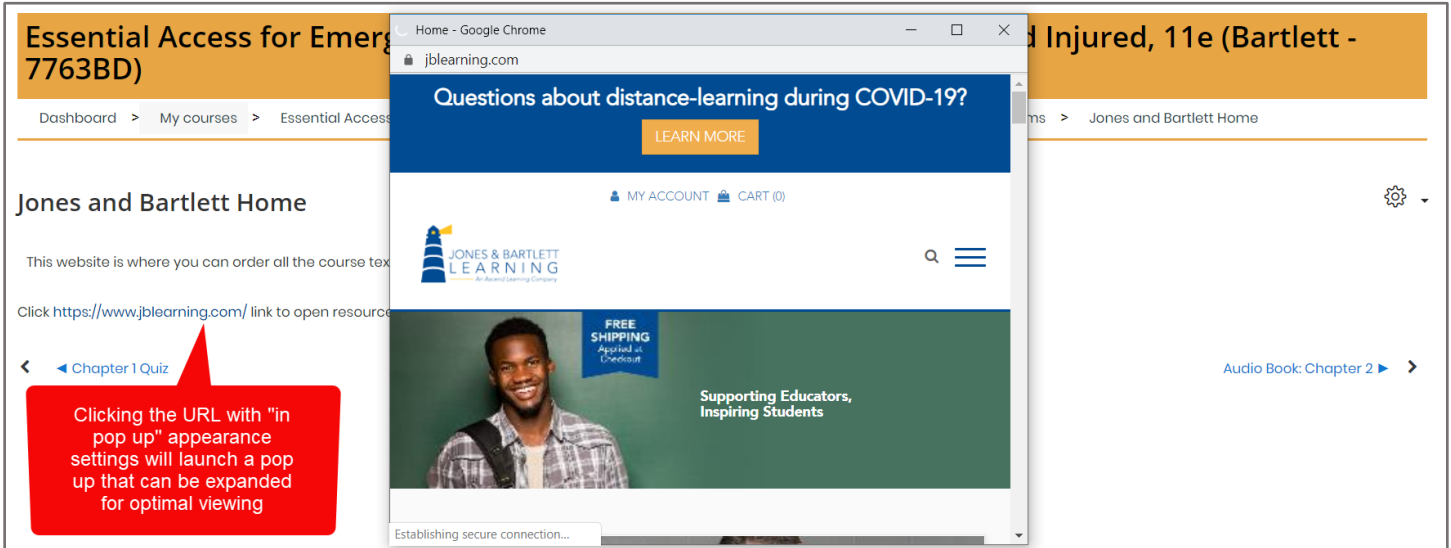 Essential Access for Emerg
d Injured, 11e (Bartlett -
7763BD)
Dashboard > My courses > Essential Access
ms > Jones and Bartlett Home
Home - Google Chrome
jblearning.com
Questions about distance-learning during COVID-19?
LEARN MORE
MY ACCOUNT CART (0)
JONES & BARTLETT
LEARNING
An Ascend Learning Company
FREE
SHIPPING
Applied at
Checkout
Supporting Educators,
Inspiring Students
Establishing secure connection...
Jones and Bartlett Home
This website is where you can order all the course tex
Click https://www.jblearning.com/ link to open resource
◄ Chapter 1 Quiz
Audio Book: Chapter 2 ►
Clicking the URL with "in
pop up" appearance
settings will launch a pop
up that can be expanded
for optimal viewing